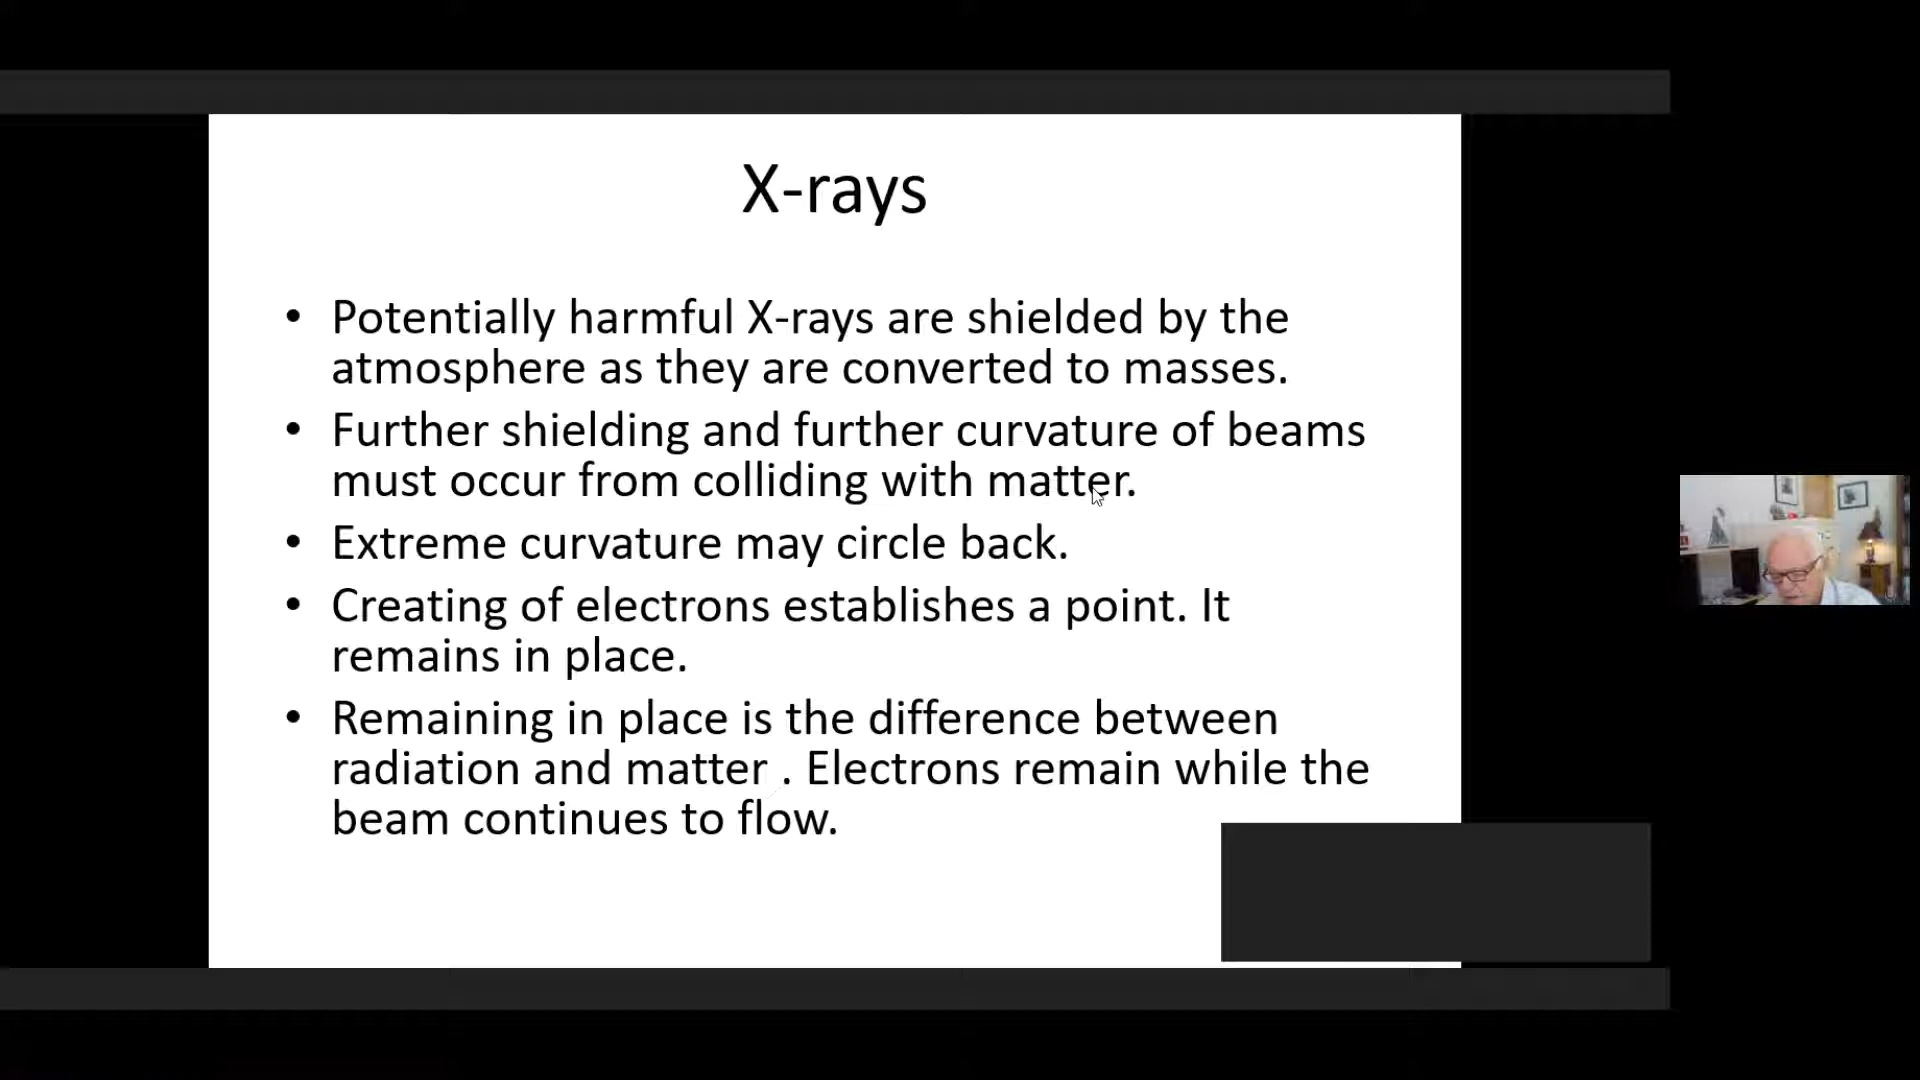 X-rays
• Potentially harmful X-rays are shielded by the
atmosphere as they are converted to masses.
• Further shielding and further curvature of beams
must occur from colliding with matter.
• Extreme curvature may circle back.
• Creating of electrons establishes a point. It
remains in place.
• Remaining in place is the difference between
radiation and matter . Electrons remain while the
beam continues to flow.